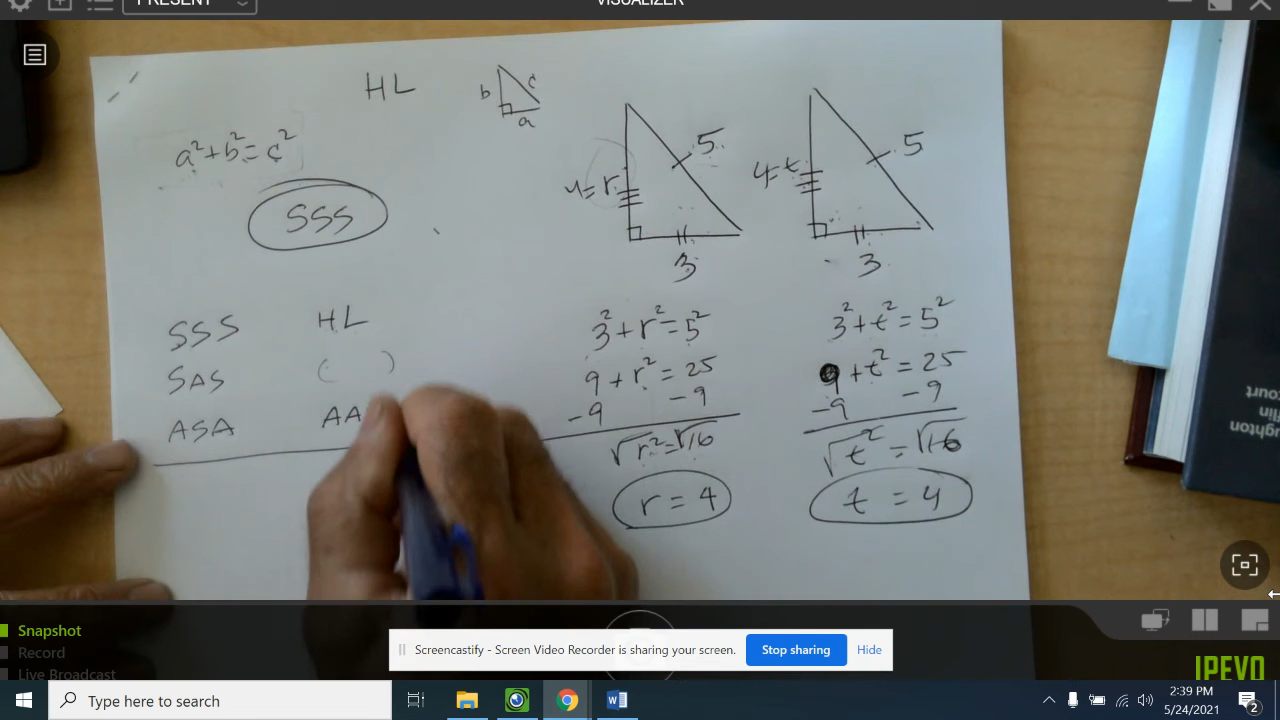 PRESENT
VISUALIZER
HL
b
c
a
a²+b²=c²
SSS
4=r
5
3
4=t
5
3
SSS HL
SAS ( )
ASA AA
3²+r²=5²
9+r²=25
-9 -9
√r²=√16
r=4
3²+t²=5²
9+t²=25
-9 -9
√t²=√16
t=4
Snapshot
Record
Live Broadcast
Screencastify - Screen Video Recorder is sharing your screen.
Stop sharing
Hide
IPEVO
Type here to search
2:39 PM
5/24/2021
2